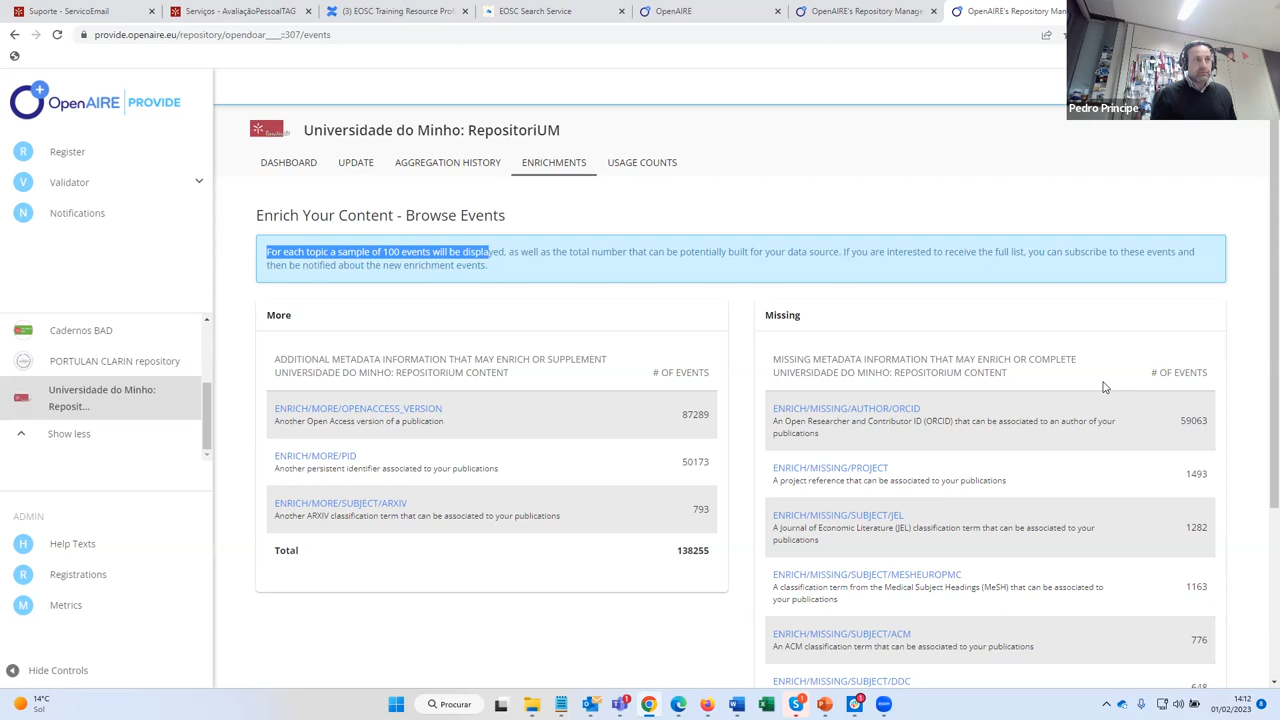 Suporte - ServicoEmail
Serviços - AvaliaçãoPessoalTAG
(3) EOSC Training Resource Prof
EOSC Search Service
OpenAIRE
OpenAIRE's Repository Manag
OpenAIRE's Repository Man
provide.openaire.eu/repository/opendoar____::307/events
Pedro Principe
OpenAIRE | PROVIDE
R Register
V Validator
N Notifications
Cadernos BAD
PORTULAN CLARIN repository
Universidade do Minho:
Reposit...
Show less
ADMIN
H Help Texts
R Registrations
M Metrics
Hide Controls
Universidade do Minho: RepositoriUM
DASHBOARD UPDATE AGGREGATION HISTORY ENRICHMENTS USAGE COUNTS
Enrich Your Content - Browse Events
For each topic a sample of 100 events will be displayed, as well as the total number that can be potentially built for your data source. If you are interested to receive the full list, you can subscribe to these events and
then be notified about the new enrichment events.
More
ADDITIONAL METADATA INFORMATION THAT MAY ENRICH OR SUPPLEMENT
UNIVERSIDADE DO MINHO: REPOSITORIUM CONTENT # OF EVENTS
ENRICH/MORE/OPENACCESS_VERSION 87289
Another Open Access version of a publication
ENRICH/MORE/PID 50173
Another persistent identifier associated to your publications
ENRICH/MORE/SUBJECT/ARXIV 793
Another ARXIV classification term that can be associated to your publications
Total 138255
Missing
MISSING METADATA INFORMATION THAT MAY ENRICH OR COMPLETE
UNIVERSIDADE DO MINHO: REPOSITORIUM CONTENT # OF EVENTS
ENRICH/MISSING/AUTHOR/ORCID
An Open Researcher and Contributor ID (ORCID) that can be associated to an author of your 59063
publications
ENRICH/MISSING/PROJECT 1493
A project reference that can be associated to your publications
ENRICH/MISSING/SUBJECT/JEL
A Journal of Economic Literature (JEL) classification term that can be associated to your 1282
publications
ENRICH/MISSING/SUBJECT/MESHEUROPMC
A classification term from the Medical Subject Headings (MeSH) that can be associated to 1163
your publications
ENRICH/MISSING/SUBJECT/ACM 776
An ACM classification term that can be associated to your publications
ENRICH/MISSING/SUBJECT/DDC 648
14°C
Sol
Procurar
14:12
01/02/2023